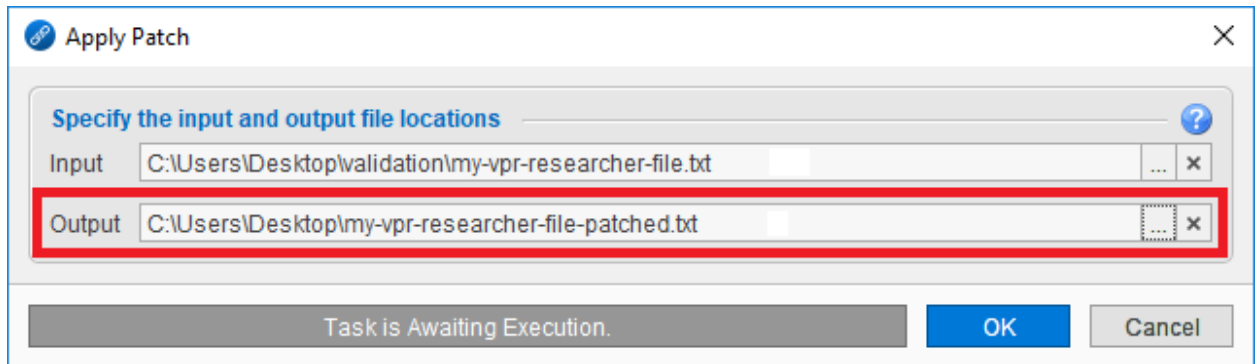 Apply Patch
Specify the input and output file locations
?
Input C:\Users\Desktop\validation\my-vpr-researcher-file.txt ... ×
Output C:\Users\Desktop\my-vpr-researcher-file-patched.txt ... ×
Task is Awaiting Execution. OK Cancel